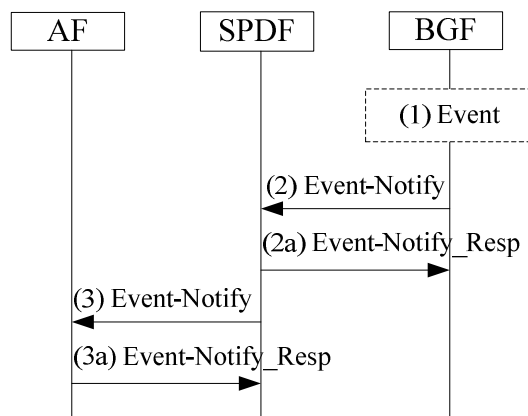 AF
SPDF
BGF
(1) Event
(2) Event-Notify
(2a) Event-Notify_Resp
(3) Event-Notify
(3a) Event-Notify_Resp